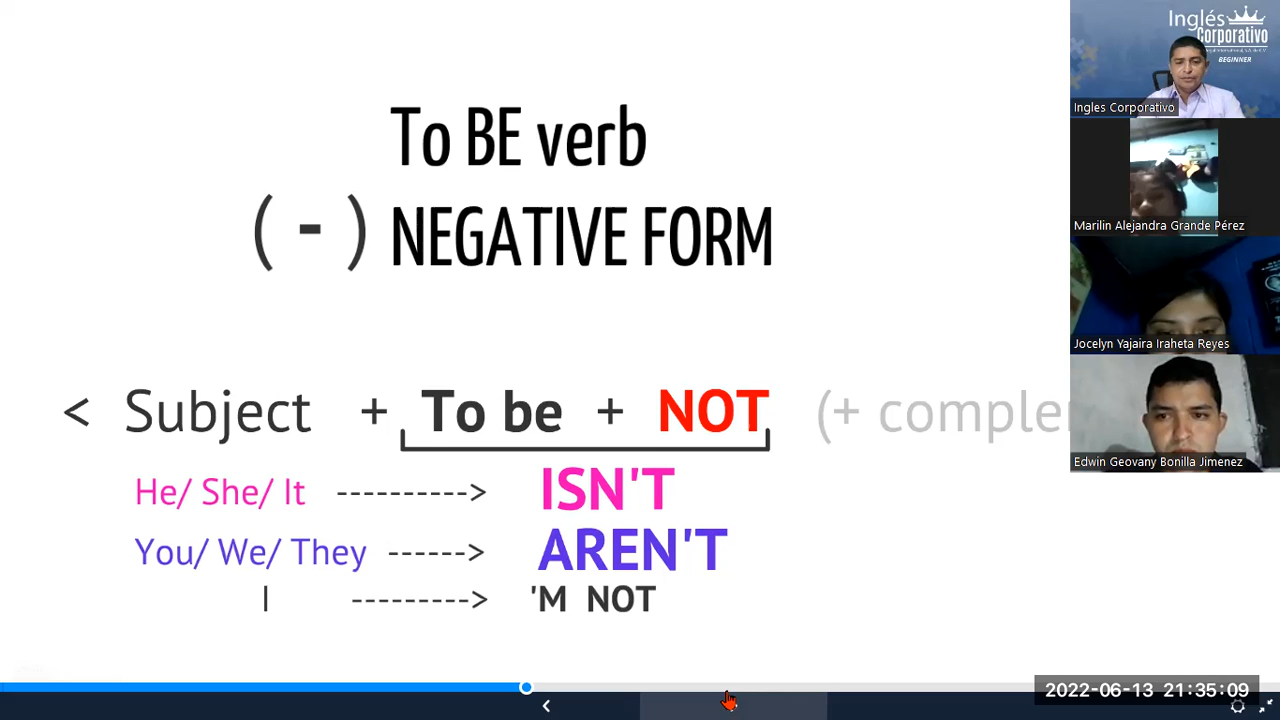 To BE verb
( - ) NEGATIVE FORM
< Subject + To be + NOT (+ complem
He/ She/ It ----------> ISN'T
You/ We/ They ------> AREN'T
I ---------> 'M NOT
Inglés
Corporativo
BEGINNER
Ingles Corporativo
Marilin Alejandra Grande Pérez
Jocelyn Yajaira Iraheta Reyes
Edwin Geovany Bonilla Jimenez
2022-06-13 21:35:09